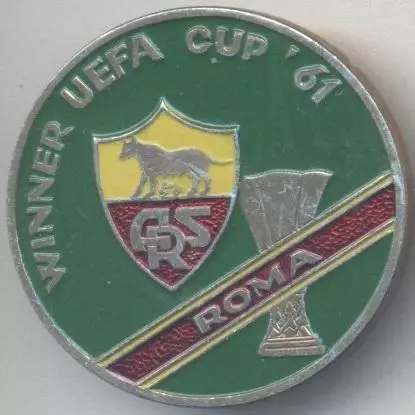 WINNER UEFA CUP '61
ASR
ROMA